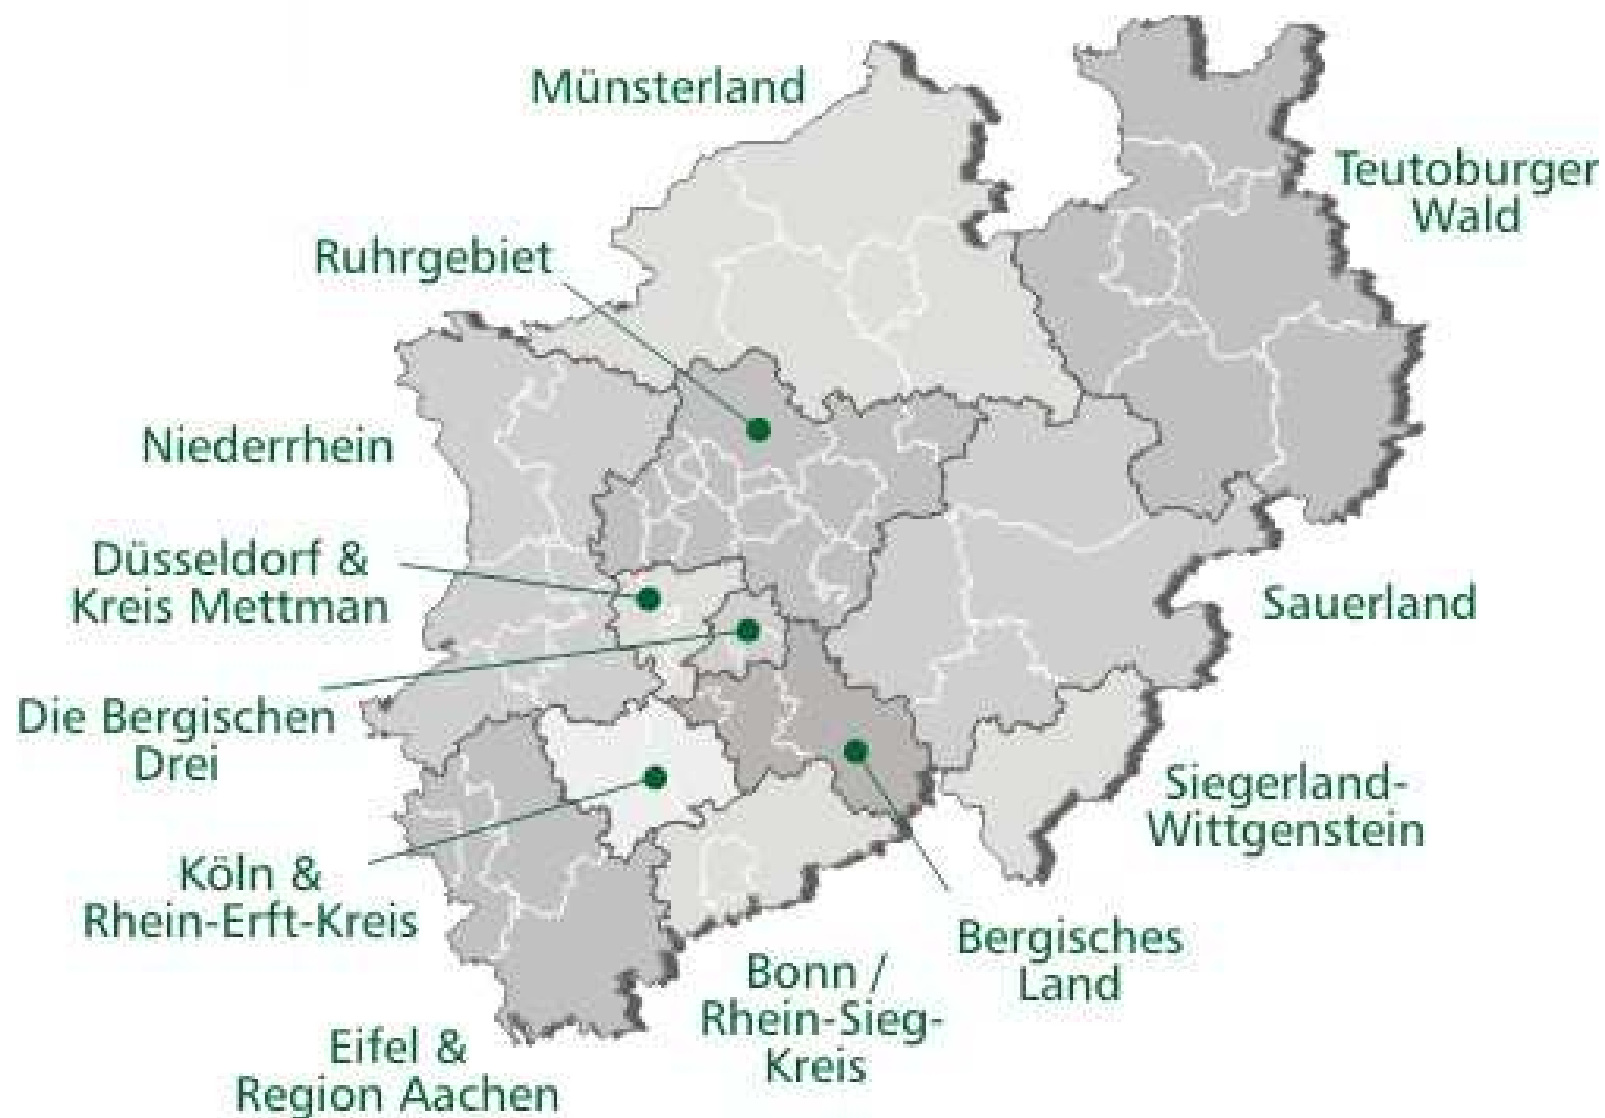 Münsterland
Teutoburger
Wald
Ruhrgebiet
Niederrhein
Düsseldorf &
Kreis Mettman
Sauerland
Die Bergischen
Drei
Siegerland-
Wittgenstein
Köln &
Rhein-Erft-Kreis
Bergisches
Land
Bonn /
Rhein-Sieg-
Kreis
Eifel &
Region Aachen